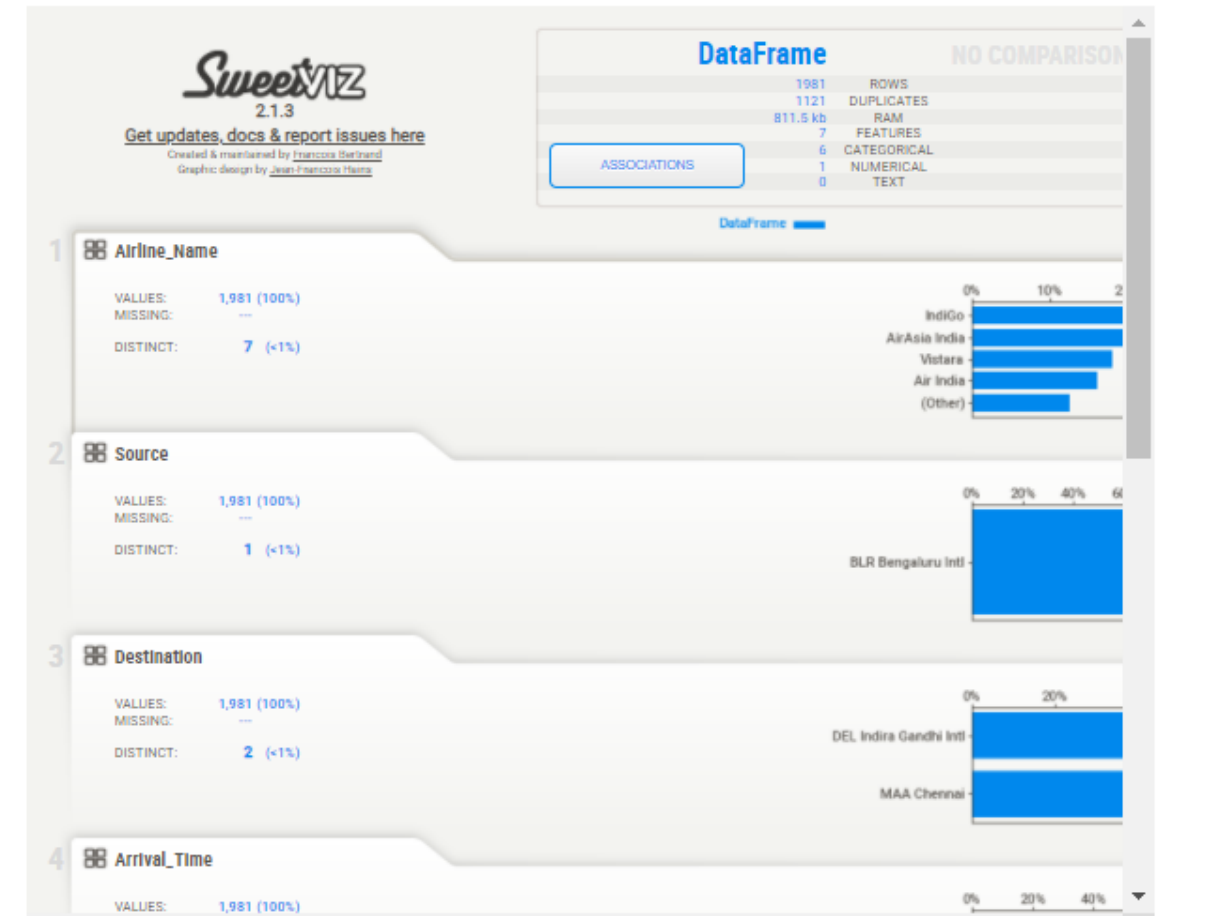 SweetVIZ
2.1.3
Get updates, docs & report issues here
Created & maintained by Francois Bertrand
Graphic design by Jean-Francois Hains
DataFrame NO COMPARISON
1981 ROWS
1121 DUPLICATES
811.5 kb RAM
7 FEATURES
6 CATEGORICAL
1 NUMERICAL
0 TEXT
ASSOCIATIONS
DataFrame
1 Airline_Name
VALUES: 1,981 (100%)
MISSING: ---
DISTINCT: 7 (<1%)
0% 10% 2
IndiGo
AirAsia India
Vistara
Air India
(Other)
2 Source
VALUES: 1,981 (100%)
MISSING: ---
DISTINCT: 1 (<1%)
0% 20% 40% 60
BLR Bengaluru Intl
3 Destination
VALUES: 1,981 (100%)
MISSING: ---
DISTINCT: 2 (<1%)
0% 20%
DEL Indira Gandhi Intl
MAA Chennai
4 Arrival_Time
VALUES: 1,981 (100%)
0% 20% 40%